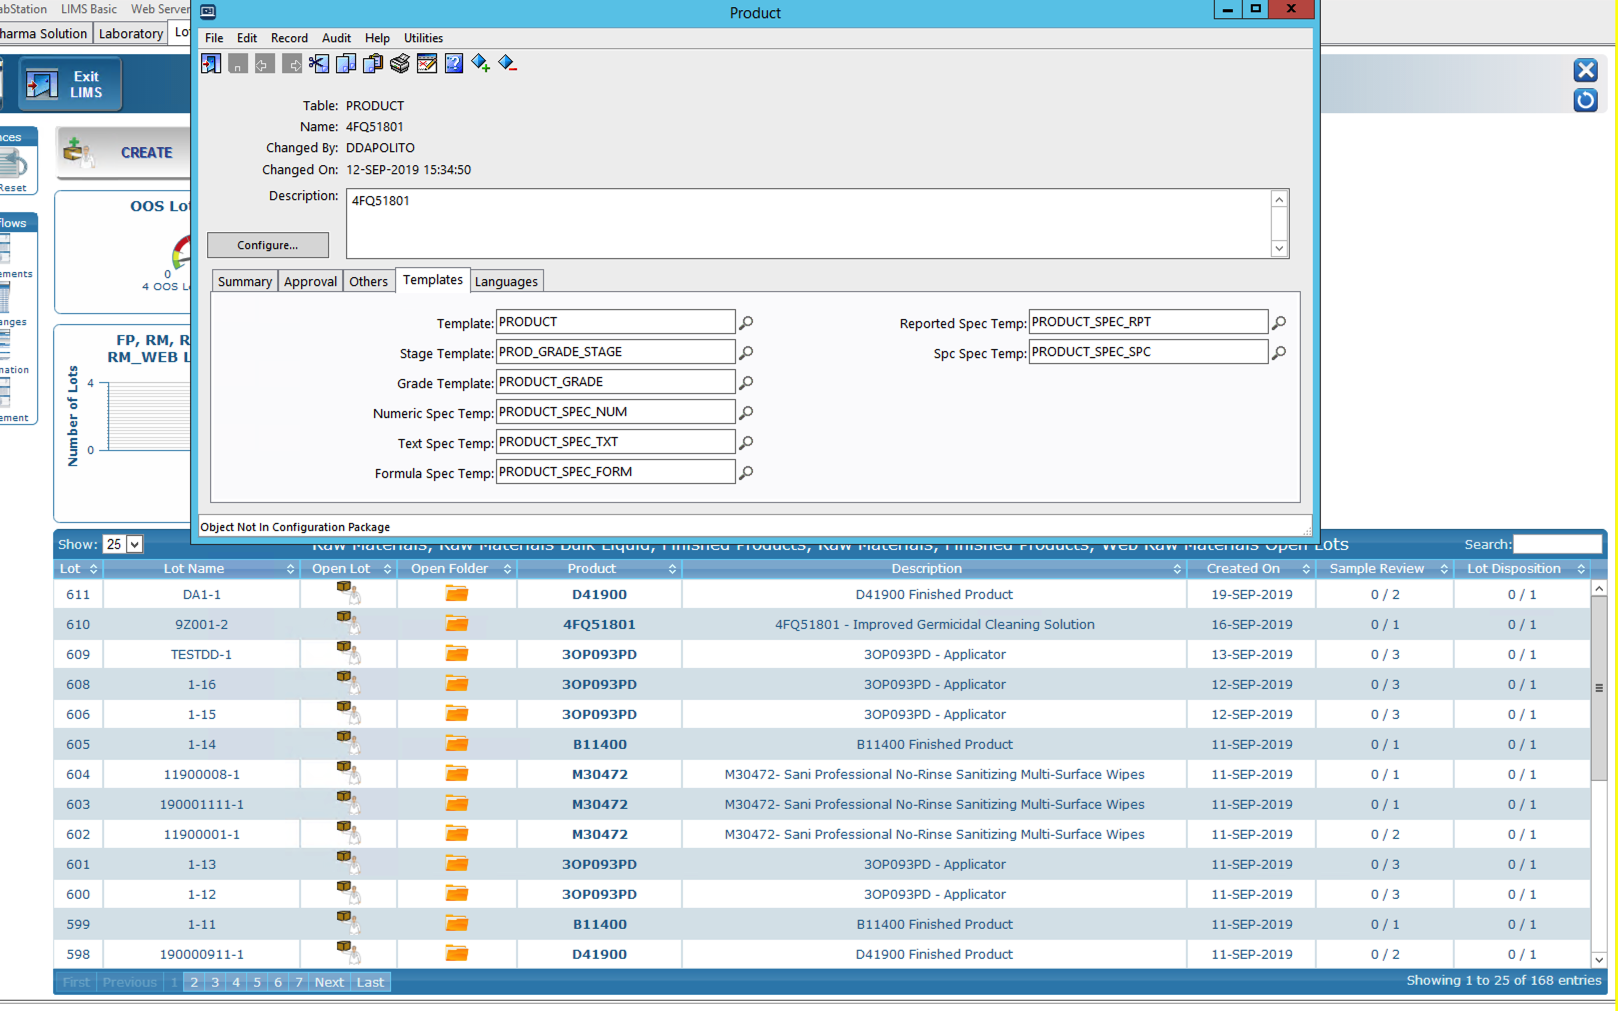 LIMS Basic Web Server
Solution Laboratory
Exit
LIMS
Reset
CREATE
4 OOS
FP, RM,
4
Number of Lots
0
Product
File Edit Record Audit Help Utilities
Table: PRODUCT
Name: 4FQ51801
Changed By: DDAPOLITO
Changed On: 12-SEP-2019 15:34:50
Description: 4FQ51801
Configure...
Summary Approval Others Templates Languages
Template: PRODUCT Reported Spec Temp: PRODUCT_SPEC_RPT
Stage Template: PROD_GRADE_STAGE Spc Spec Temp: PRODUCT_SPEC_SPC
Grade Template: PRODUCT_GRADE
Numeric Spec Temp: PRODUCT_SPEC_NUM
Text Spec Temp: PRODUCT_SPEC_TXT
Formula Spec Temp: PRODUCT_SPEC_FORM
Object Not In Configuration Package
Show: 25 Raw Materials, Raw Materials Bulk Liquid, Finished Products, Raw Materials, Finished Products, Web Raw Materials Open Lots Search:
Lot Lot Name Open Lot Open Folder Product Description Created On Sample Review Lot Disposition
611 DA1-1 D41900 D41900 Finished Product 19-SEP-2019 0 / 2 0 / 1
610 9Z001-2 4FQ51801 4FQ51801 - Improved Germicidal Cleaning Solution 16-SEP-2019 0 / 1 0 / 1
609 TESTDD-1 3OP093PD 3OP093PD - Applicator 13-SEP-2019 0 / 3 0 / 1
608 1-16 3OP093PD 3OP093PD - Applicator 12-SEP-2019 0 / 3 0 / 1
606 1-15 3OP093PD 3OP093PD - Applicator 12-SEP-2019 0 / 3 0 / 1
605 1-14 B11400 B11400 Finished Product 11-SEP-2019 0 / 1 0 / 1
604 11900008-1 M30472 M30472- Sani Professional No-Rinse Sanitizing Multi-Surface Wipes 11-SEP-2019 0 / 1 0 / 1
603 190001111-1 M30472 M30472- Sani Professional No-Rinse Sanitizing Multi-Surface Wipes 11-SEP-2019 0 / 1 0 / 1
602 11900001-1 M30472 M30472- Sani Professional No-Rinse Sanitizing Multi-Surface Wipes 11-SEP-2019 0 / 2 0 / 1
601 1-13 3OP093PD 3OP093PD - Applicator 11-SEP-2019 0 / 3 0 / 1
600 1-12 3OP093PD 3OP093PD - Applicator 11-SEP-2019 0 / 3 0 / 1
599 1-11 B11400 B11400 Finished Product 11-SEP-2019 0 / 1 0 / 1
598 190000911-1 D41900 D41900 Finished Product 11-SEP-2019 0 / 2 0 / 1
First Previous 1 2 3 4 5 6 7 Next Last Showing 1 to 25 of 168 entries